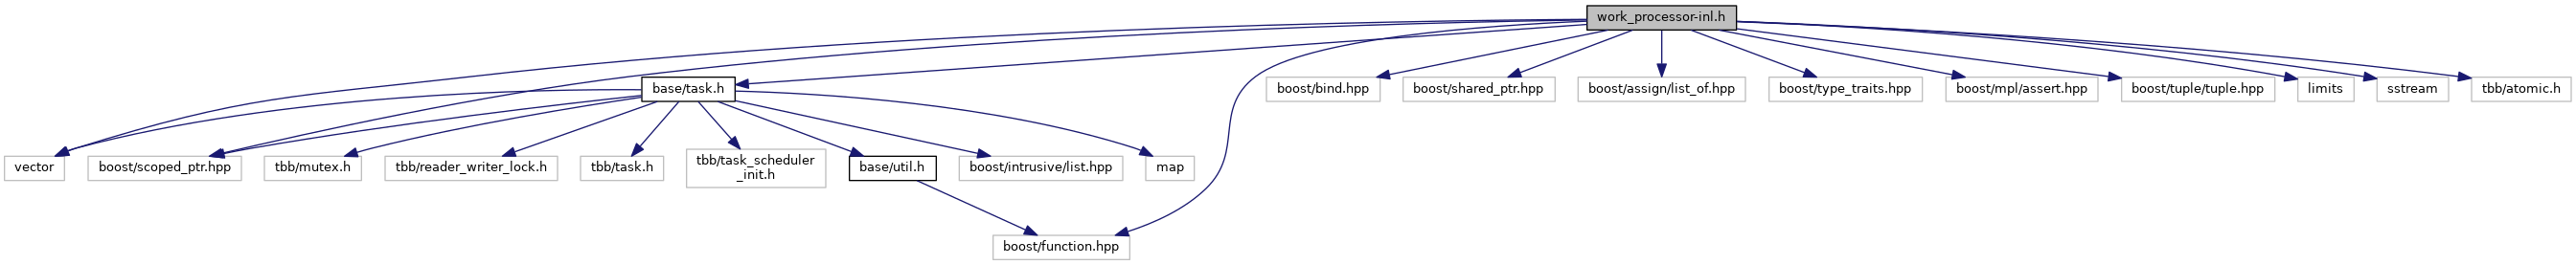 work_processor-inl.h
base/task.h
boost/bind.hpp
boost/shared_ptr.hpp
boost/assign/list_of.hpp
boost/type_traits.hpp
boost/mpl/assert.hpp
boost/tuple/tuple.hpp
limits
sstream
tbb/atomic.h
vector
boost/scoped_ptr.hpp
tbb/mutex.h
tbb/reader_writer_lock.h
tbb/task.h
tbb/task_scheduler
_init.h
base/util.h
boost/intrusive/list.hpp
map
boost/function.hpp